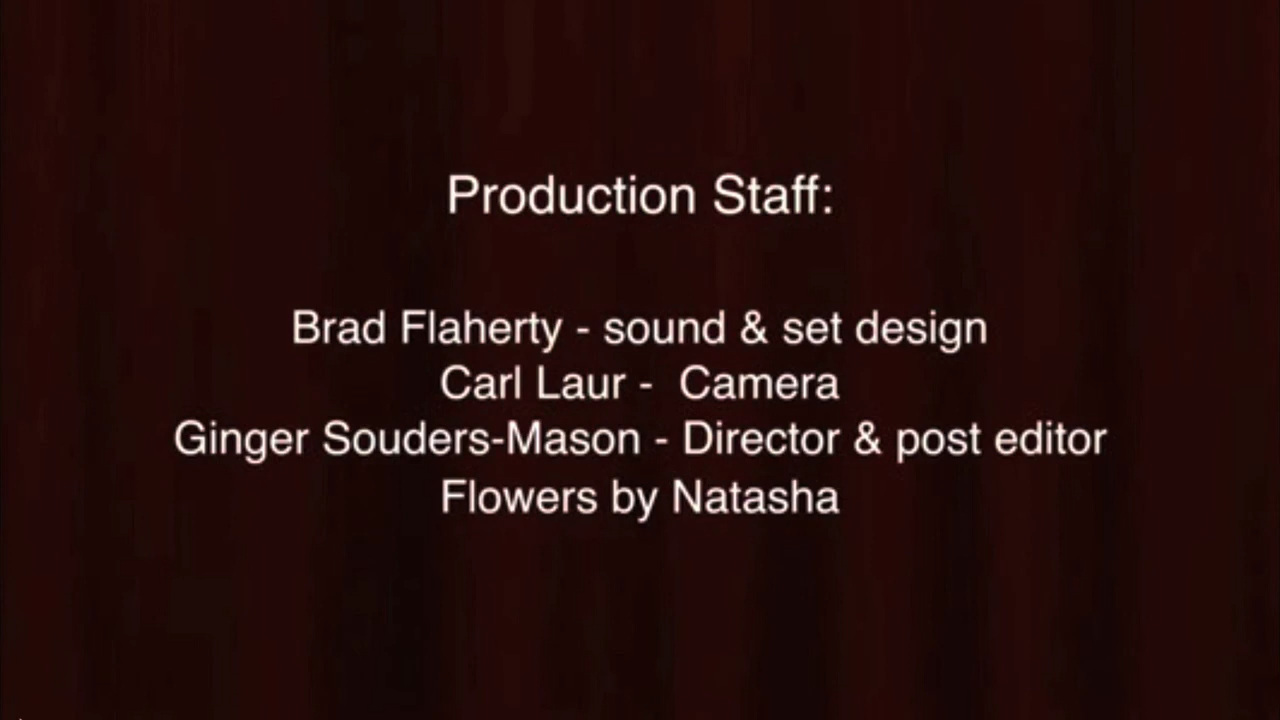 Production Staff:
Brad Flaherty - sound & set design
Carl Laur -  Camera
Ginger Souders-Mason - Director & post editor
Flowers by Natasha